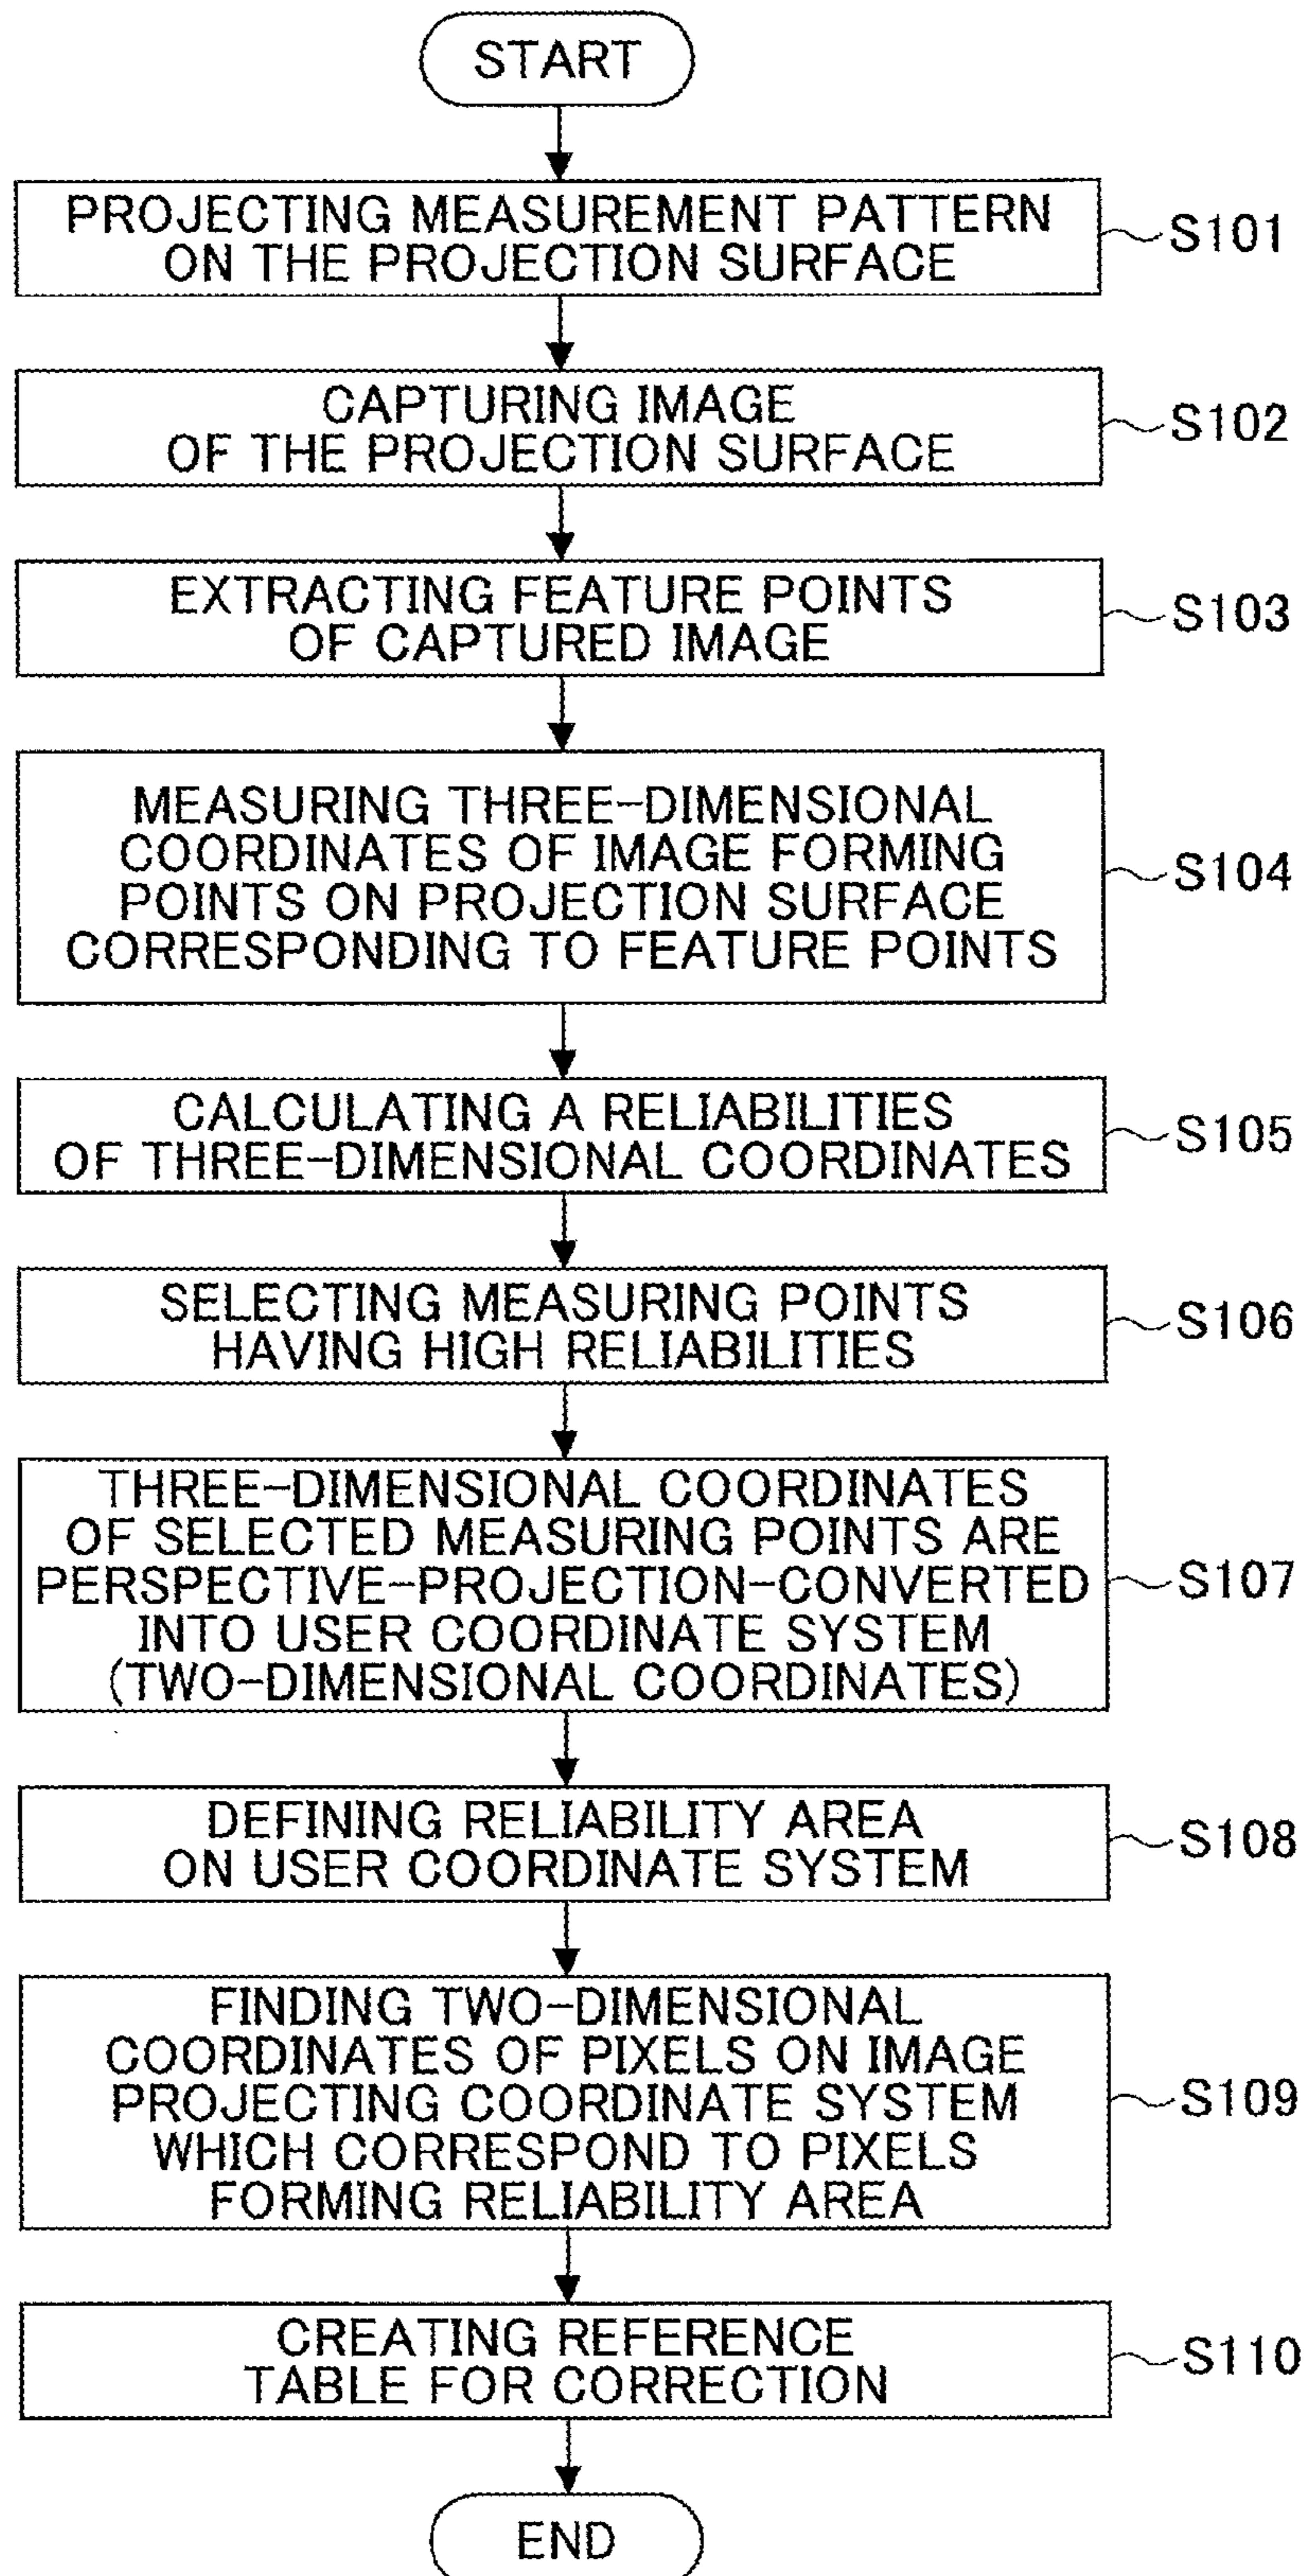 START
PROJECTING MEASUREMENT PATTERN
ON THE PROJECTION SURFACE
S101
CAPTURING IMAGE
OF THE PROJECTION SURFACE
S102
EXTRACTING FEATURE POINTS
OF CAPTURED IMAGE
S103
MEASURING THREE-DIMENSIONAL
COORDINATES OF IMAGE FORMING
POINTS ON PROJECTION SURFACE
CORRESPONDING TO FEATURE POINTS
S104
CALCULATING A RELIABILITIES
OF THREE-DIMENSIONAL COORDINATES
S105
SELECTING MEASURING POINTS
HAVING HIGH RELIABILITIES
S106
THREE-DIMENSIONAL COORDINATES
OF SELECTED MEASURING POINTS ARE
PERSPECTIVE-PROJECTION-CONVERTED
INTO USER COORDINATE SYSTEM
(TWO-DIMENSIONAL COORDINATES)
S107
DEFINING RELIABILITY AREA
ON USER COORDINATE SYSTEM
S108
FINDING TWO-DIMENSIONAL
COORDINATES OF PIXELS ON IMAGE
PROJECTING COORDINATE SYSTEM
WHICH CORRESPOND TO PIXELS
FORMING RELIABILITY AREA
S109
CREATING REFERENCE
TABLE FOR CORRECTION
S110
END